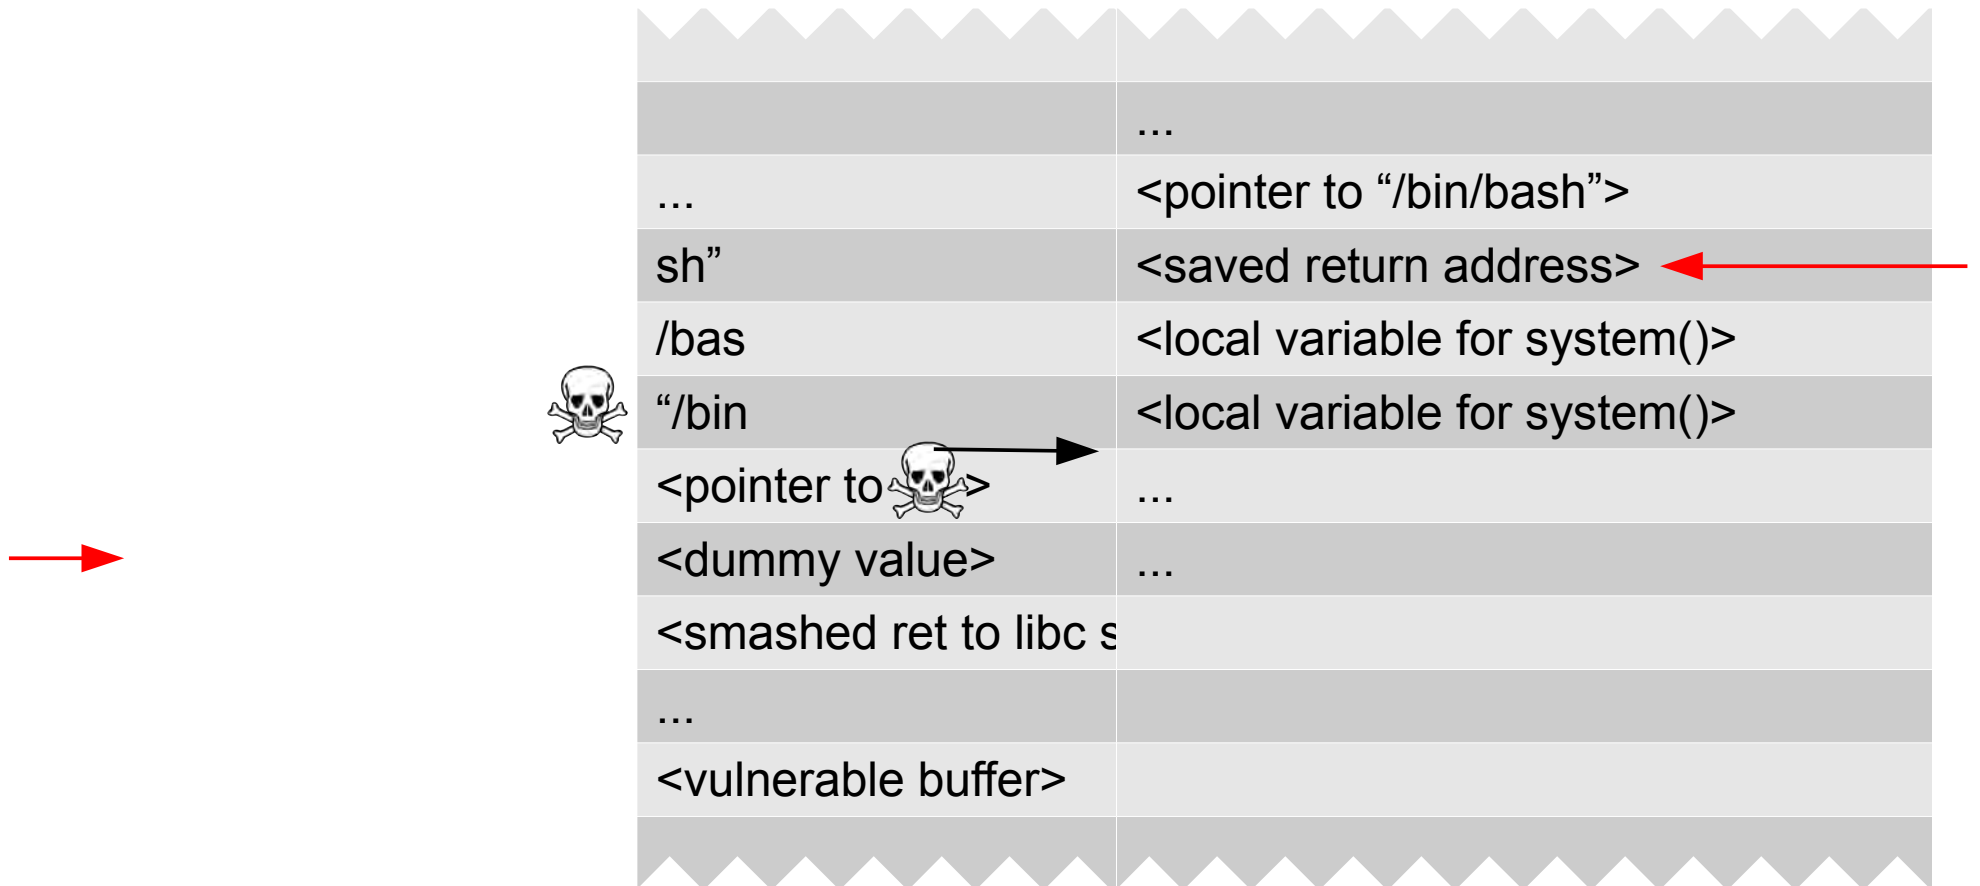 ...
... <pointer to “/bin/bash”>
sh” <saved return address>
/bas <local variable for system()>
“/bin <local variable for system()>
<pointer to > ...
<dummy value> ...
<smashed ret to libc s
...
<vulnerable buffer>